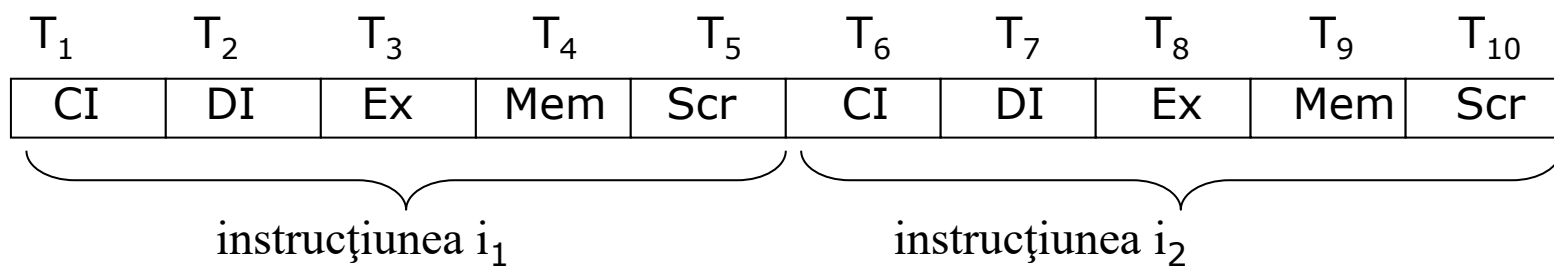 T₁ T₂ T₃ T₄ T₅ T₆ T₇ T₈ T₉ T₁₀
CI DI Ex Mem Scr CI DI Ex Mem Scr
instrucţiunea i₁ instrucţiunea i₂